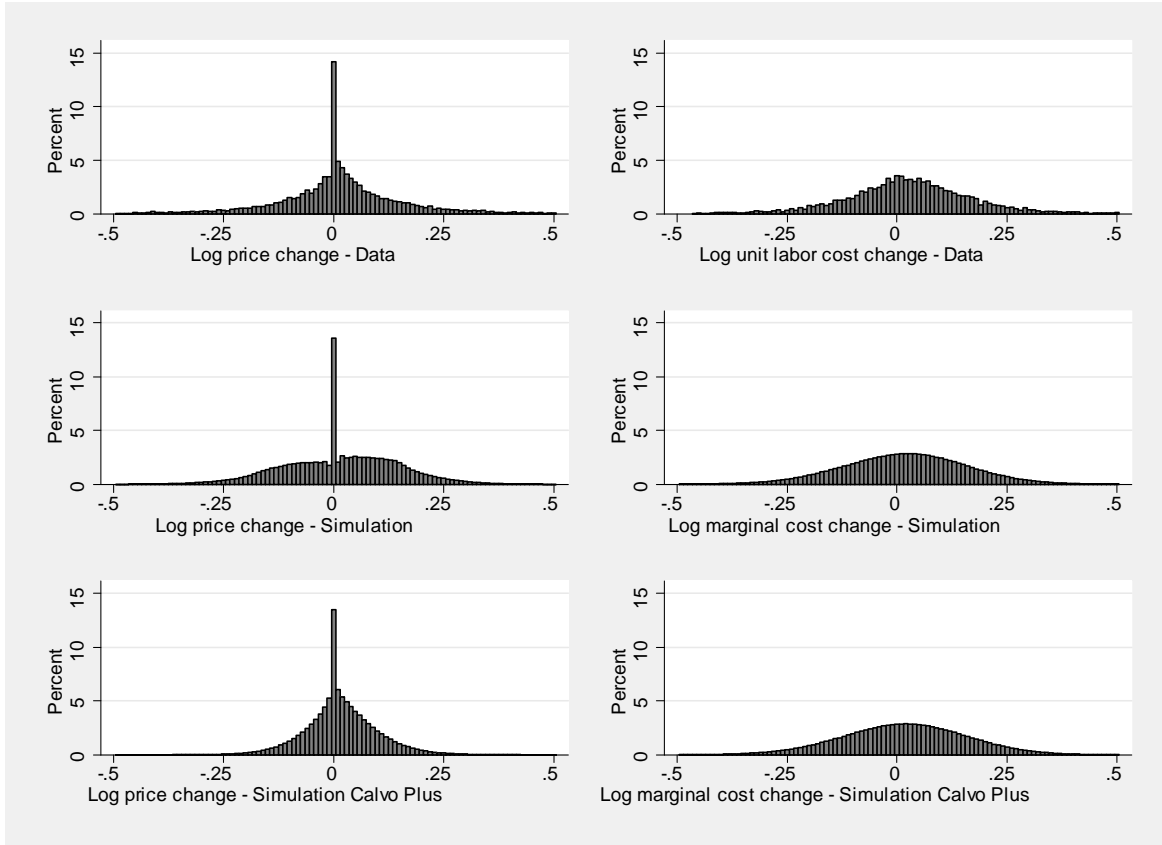 Percent
0 5 10 15
-.5 -.25 0 .25 .5
Log price change - Data
Percent
0 5 10 15
-.5 -.25 0 .25 .5
Log unit labor cost change - Data
Percent
0 5 10 15
-.5 -.25 0 .25 .5
Log price change - Simulation
Percent
0 5 10 15
-.5 -.25 0 .25 .5
Log marginal cost change - Simulation
Percent
0 5 10 15
-.5 -.25 0 .25 .5
Log price change - Simulation Calvo Plus
Percent
0 5 10 15
-.5 -.25 0 .25 .5
Log marginal cost change - Simulation Calvo Plus